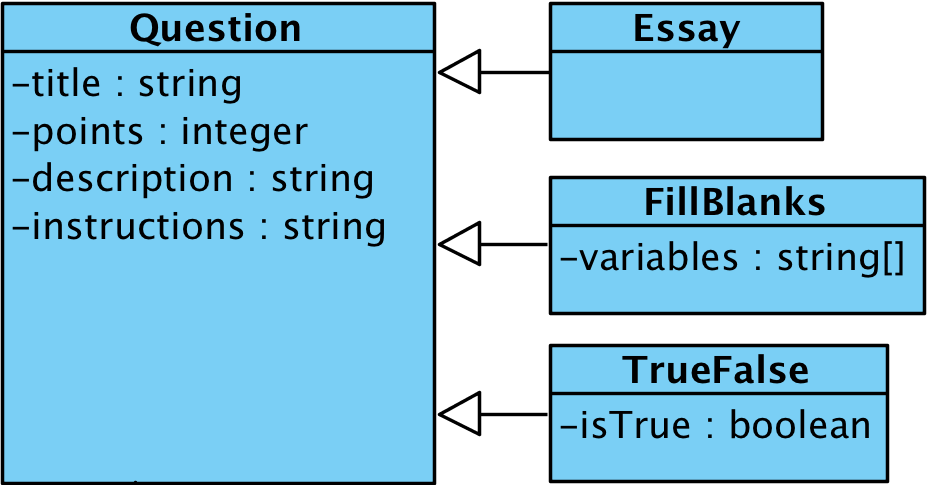 Question
-title : string
-points : integer
-description : string
-instructions : string
Essay
FillBlanks
-variables : string[]
TrueFalse
-isTrue : boolean